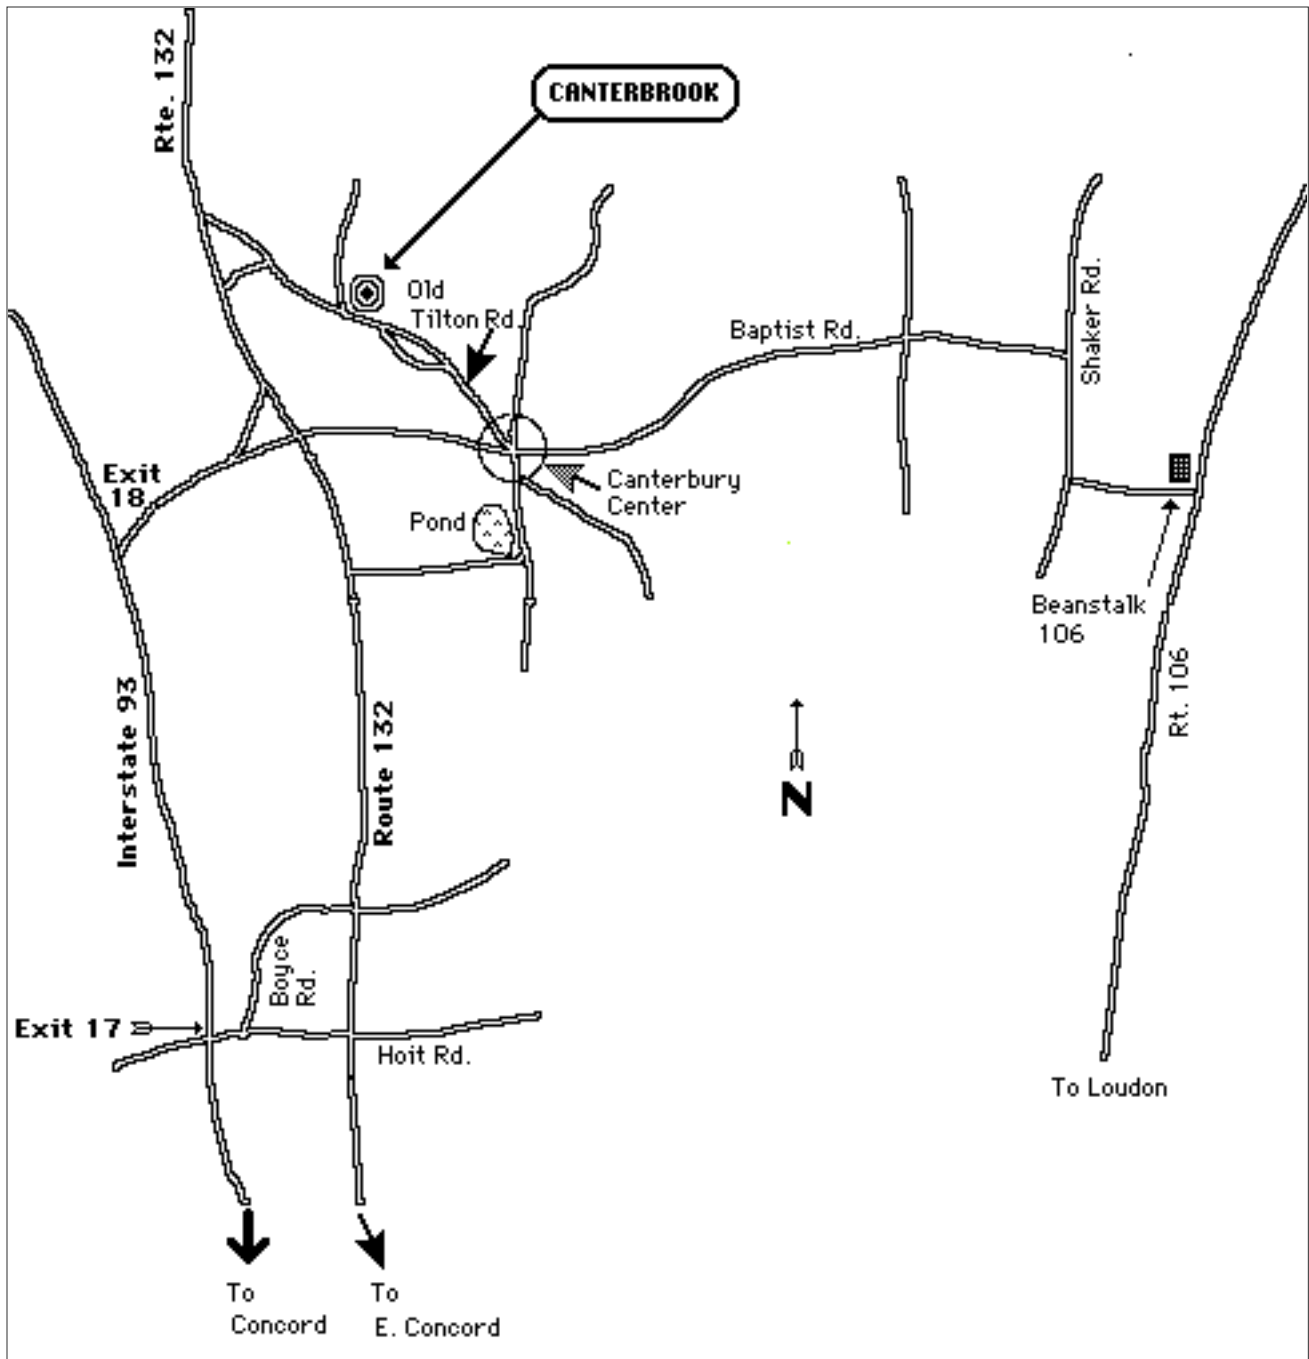 Rte. 132
CANTERBROOK
Old
Tilton Rd.
Baptist Rd.
Shaker Rd.
Exit
18
Canterbury
Center
Pond
Beanstalk
106
Rt. 106
Interstate 93
Route 132
N
Boyce
Rd.
Exit 17
Hoit Rd.
To Loudon
To
Concord
To
E. Concord